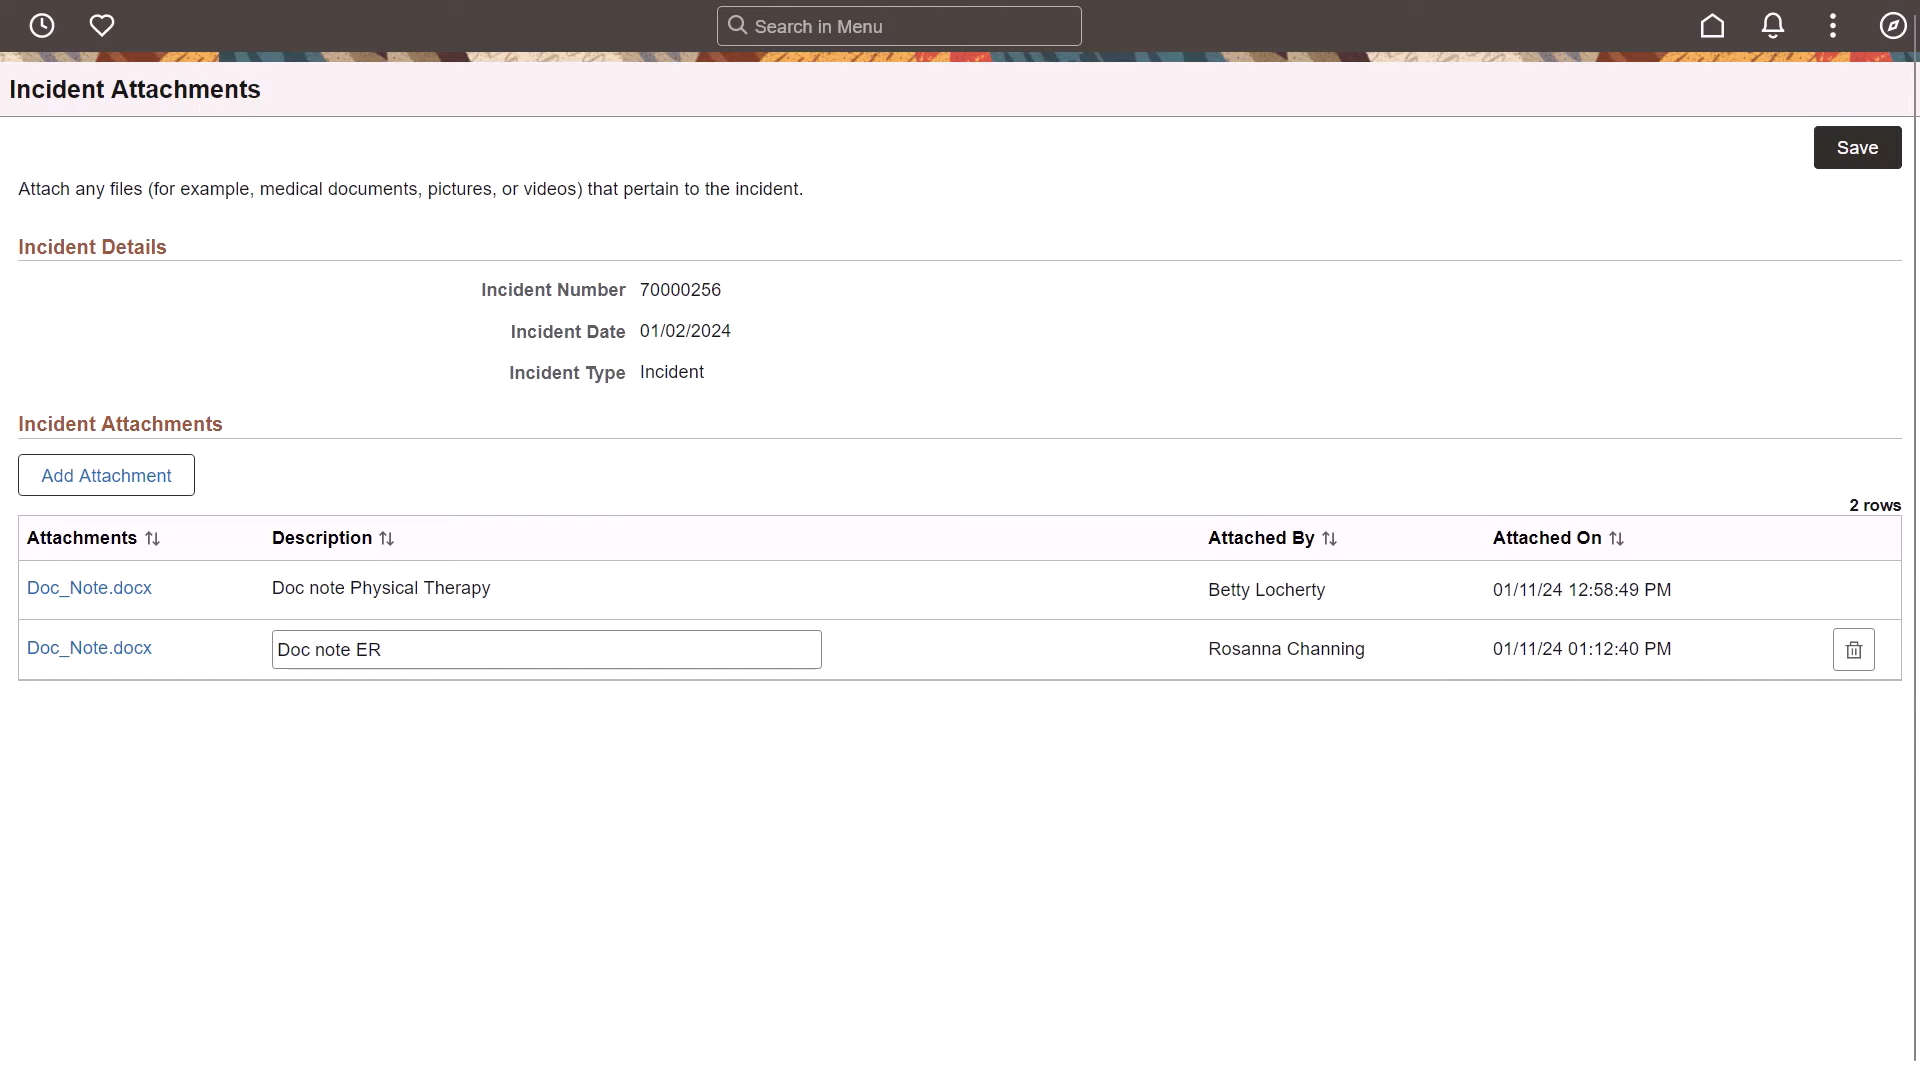 Search in Menu
Incident Attachments
Save
Attach any files (for example, medical documents, pictures, or videos) that pertain to the incident.
Incident Details
Incident Number 70000256
Incident Date 01/02/2024
Incident Type Incident
Incident Attachments
Add Attachment
2 rows
Attachments Description Attached By Attached On
Doc_Note.docx Doc note Physical Therapy Betty Locherty 01/11/24 12:58:49 PM
Doc_Note.docx Doc note ER Rosanna Channing 01/11/24 01:12:40 PM